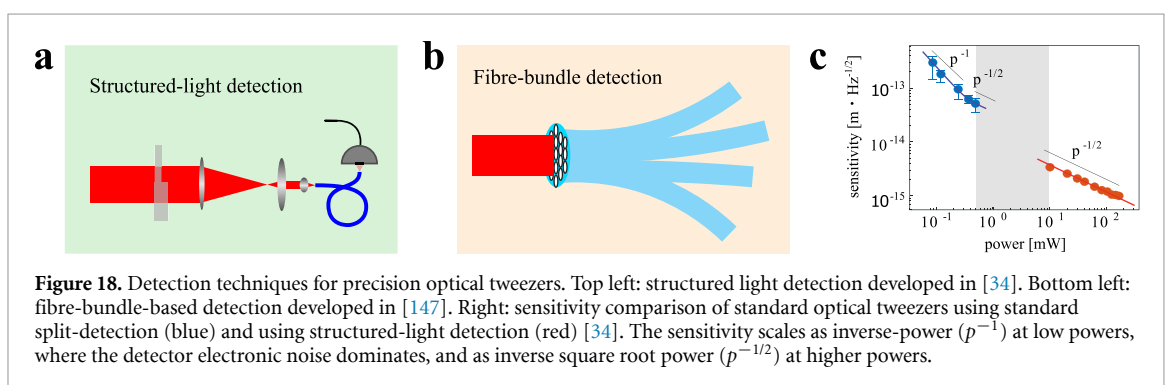 a
Structured-light detection
b
Fibre-bundle detection
c
sensitivity [m · Hz^-1/2]
10^-13
10^-14
10^-15
p^-1
p^-1/2
p^-1/2
10^-1
10^0
10^1
10^2
power [mW]
Figure 18. Detection techniques for precision optical tweezers. Top left: structured light detection developed in [34]. Bottom left:
fibre-bundle-based detection developed in [147]. Right: sensitivity comparison of standard optical tweezers using standard
split-detection (blue) and using structured-light detection (red) [34]. The sensitivity scales as inverse-power (p^−1) at low powers,
where the detector electronic noise dominates, and as inverse square root power (p^−1/2) at higher powers.